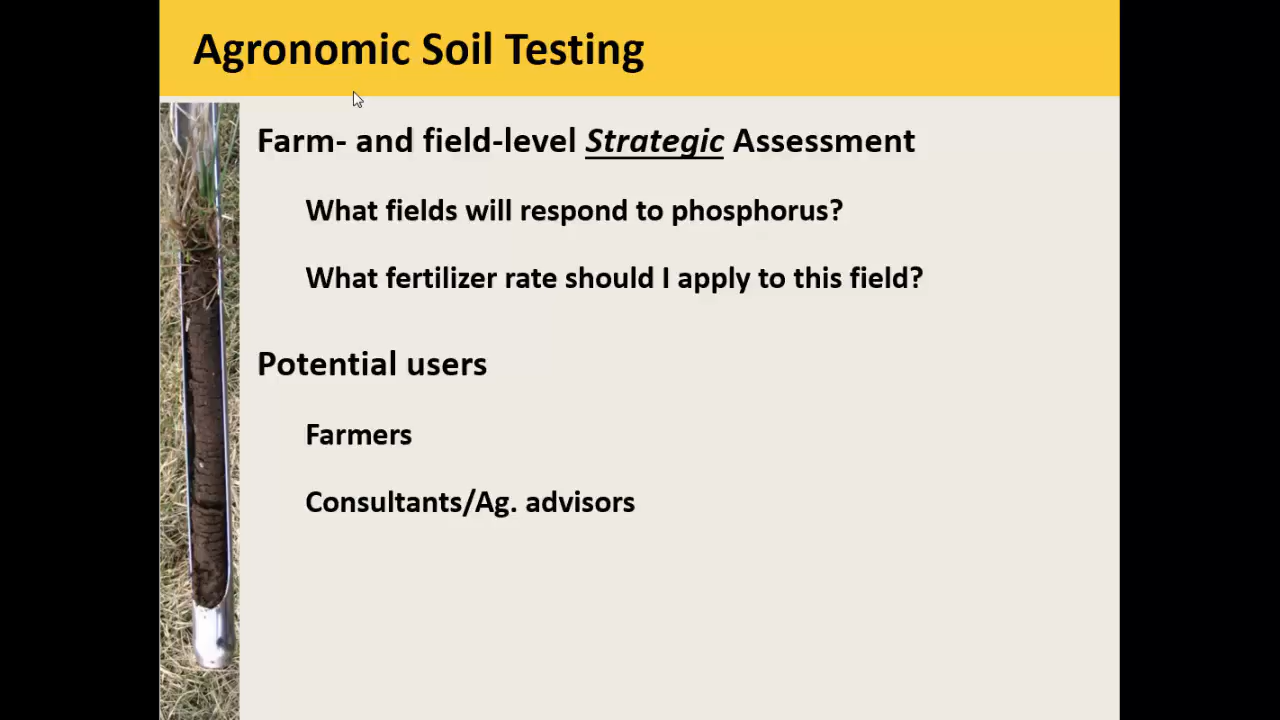 Agronomic Soil Testing
Farm- and field-level Strategic Assessment
What fields will respond to phosphorus?
What fertilizer rate should I apply to this field?
Potential users
Farmers
Consultants/Ag. advisors